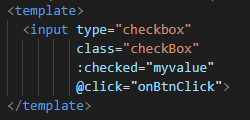 <template>
<input type="checkbox"
class="checkBox"
:checked="myvalue"
@click="onBtnClick">
</template>